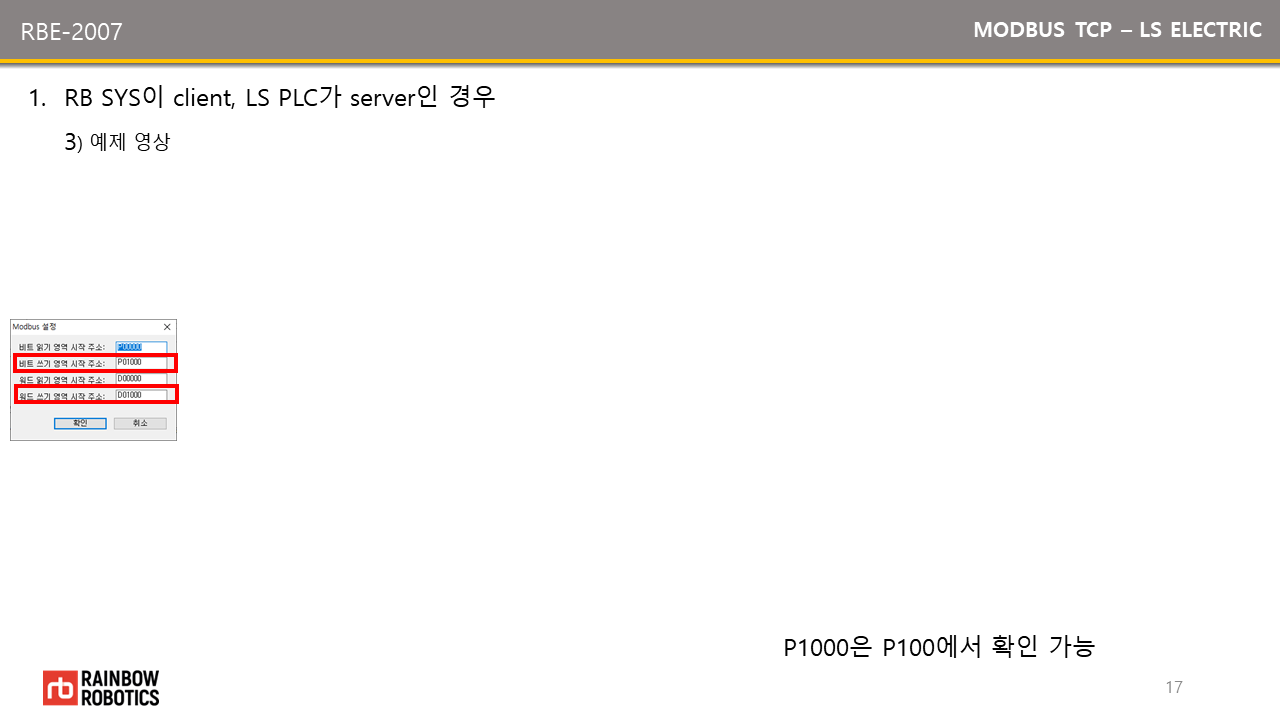 RBE-2007
MODBUS TCP – LS ELECTRIC
1. RB SYS이 client, LS PLC가 server인 경우
3) 예제 영상
Modbus 설정
비트 읽기 영역 시작 주소: P00000
비트 쓰기 영역 시작 주소: P01000
워드 읽기 영역 시작 주소: D00000
워드 쓰기 영역 시작 주소: D01000
확인 취소
P1000은 P100에서 확인 가능
rb RAINBOW
ROBOTICS
17